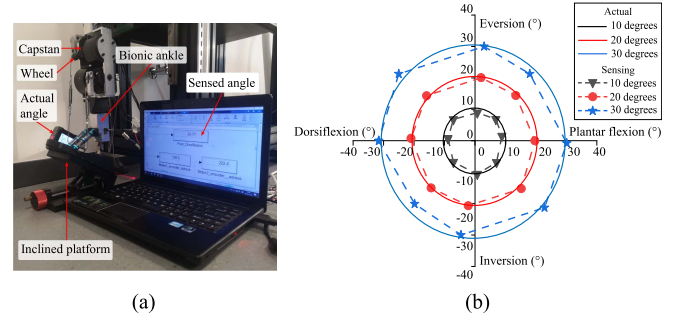 Capstan
Wheel
Bionic ankle
Sensed angle
Actual
angle
Inclined platform
(a)
40
30
20
10
0
-10
-20
-30
-40
Eversion (°)
Dorsiflexion (°)
Plantar flexion (°)
-40 -30 -20 -10 0 10 20 30 40
Inversion (°)
Actual
10 degrees
20 degrees
30 degrees
Sensing
10 degrees
20 degrees
30 degrees
(b)